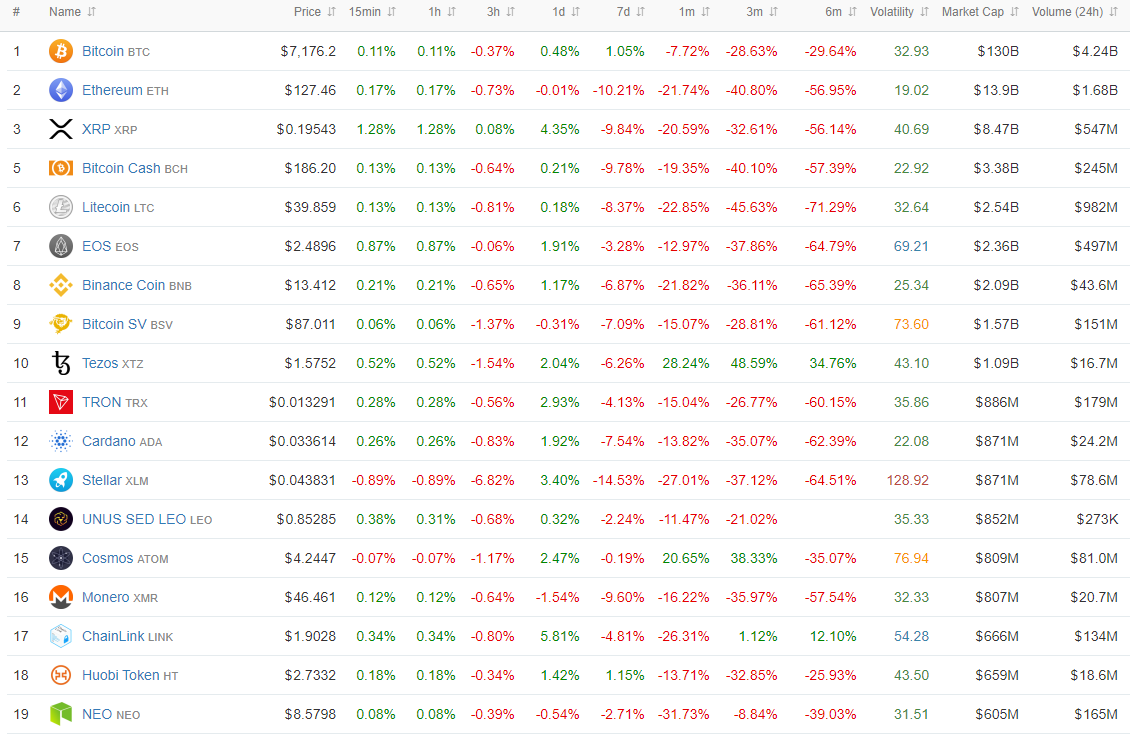 # Name Price 15min 1h 3h 1d 7d 1m 3m 6m Volatility Market Cap Volume (24h)
1 Bitcoin BTC $7,176.2 0.11% 0.11% -0.37% 0.48% 1.05% -7.72% -28.63% -29.64% 32.93 $130B $4.24B
2 Ethereum ETH $127.46 0.17% 0.17% -0.73% -0.01% -10.21% -21.74% -40.80% -56.95% 19.02 $13.9B $1.68B
3 XRP XRP $0.19543 1.28% 1.28% 0.08% 4.35% -9.84% -20.59% -32.61% -56.14% 40.69 $8.47B $547M
5 Bitcoin Cash BCH $186.20 0.13% 0.13% -0.64% 0.21% -9.78% -19.35% -40.10% -57.39% 22.92 $3.38B $245M
6 Litecoin LTC $39.859 0.13% 0.13% -0.81% 0.18% -8.37% -22.85% -45.63% -71.29% 32.64 $2.54B $982M
7 EOS EOS $2.4896 0.87% 0.87% -0.06% 1.91% -3.28% -12.97% -37.86% -64.79% 69.21 $2.36B $497M
8 Binance Coin BNB $13.412 0.21% 0.21% -0.65% 1.17% -6.87% -21.82% -36.11% -65.39% 25.34 $2.09B $43.6M
9 Bitcoin SV BSV $87.011 0.06% 0.06% -1.37% -0.31% -7.09% -15.07% -28.81% -61.12% 73.60 $1.57B $151M
10 Tezos XTZ $1.5752 0.52% 0.52% -1.54% 2.04% -6.26% 28.24% 48.59% 34.76% 43.10 $1.09B $16.7M
11 TRON TRX $0.013291 0.28% 0.28% -0.56% 2.93% -4.13% -15.04% -26.77% -60.15% 35.86 $886M $179M
12 Cardano ADA $0.033614 0.26% 0.26% -0.83% 1.92% -7.54% -13.82% -35.07% -62.39% 22.08 $871M $24.2M
13 Stellar XLM $0.043831 -0.89% -0.89% -6.82% 3.40% -14.53% -27.01% -37.12% -64.51% 128.92 $871M $78.6M
14 UNUS SED LEO LEO $0.85285 0.38% 0.31% -0.68% 0.32% -2.24% -11.47% -21.02% 35.33 $852M $273K
15 Cosmos ATOM $4.2447 -0.07% -0.07% -1.17% 2.47% -0.19% 20.65% 38.33% -35.07% 76.94 $809M $81.0M
16 Monero XMR $46.461 0.12% 0.12% -0.64% -1.54% -9.60% -16.22% -35.97% -57.54% 32.33 $807M $20.7M
17 ChainLink LINK $1.9028 0.34% 0.34% -0.80% 5.81% -4.81% -26.31% 1.12% 12.10% 54.28 $666M $134M
18 Huobi Token HT $2.7332 0.18% 0.18% -0.34% 1.42% 1.15% -13.71% -32.85% -25.93% 43.50 $659M $18.6M
19 NEO NEO $8.5798 0.08% 0.08% -0.39% -0.54% -2.71% -31.73% -8.84% -39.03% 31.51 $605M $165M